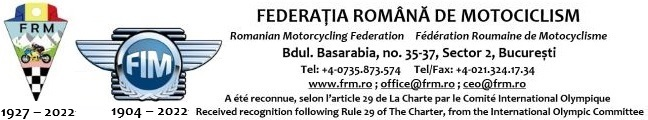 FRM
FIM
1927 – 2022
1904 – 2022
FEDERAȚIA ROMÂNĂ DE MOTOCICLISM
Romanian Motorcycling Federation Fédération Roumaine de Motocyclisme
Bdul. Basarabia, no. 35-37, Sector 2, București
Tel: +4-0735.873.574 Tel/Fax: +4-021.324.17.34
www.frm.ro ; office@frm.ro ; ceo@frm.ro
A été reconnue, selon l'article 29 de La Charte par le Comité International Olympique
Received recognition following Rule 29 of The Charter, from the International Olympic Committee